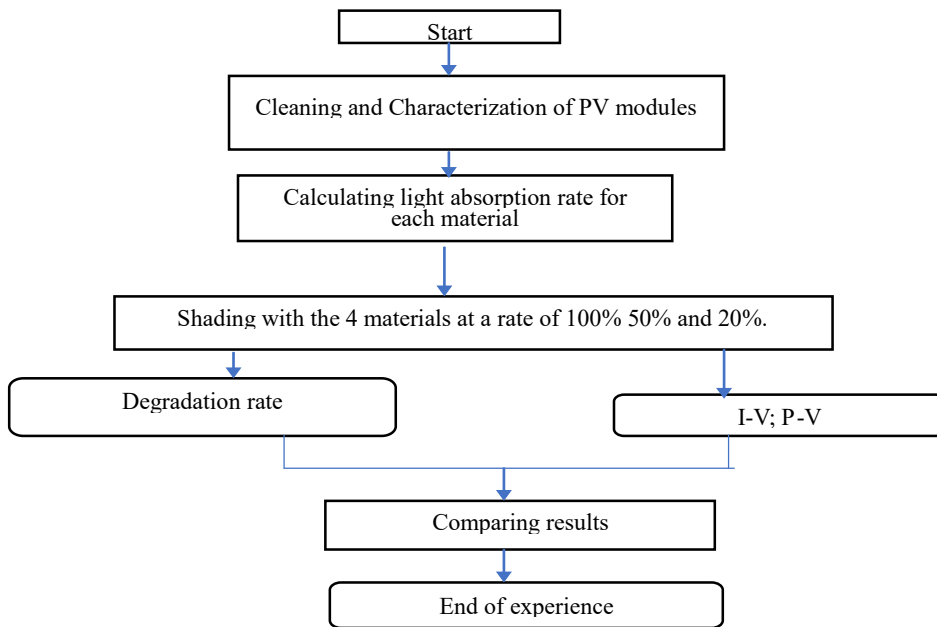 Start
Cleaning and Characterization of PV modules
Calculating light absorption rate for
each material
Shading with the 4 materials at a rate of 100% 50% and 20%.
Degradation rate
I-V; P-V
Comparing results
End of experience